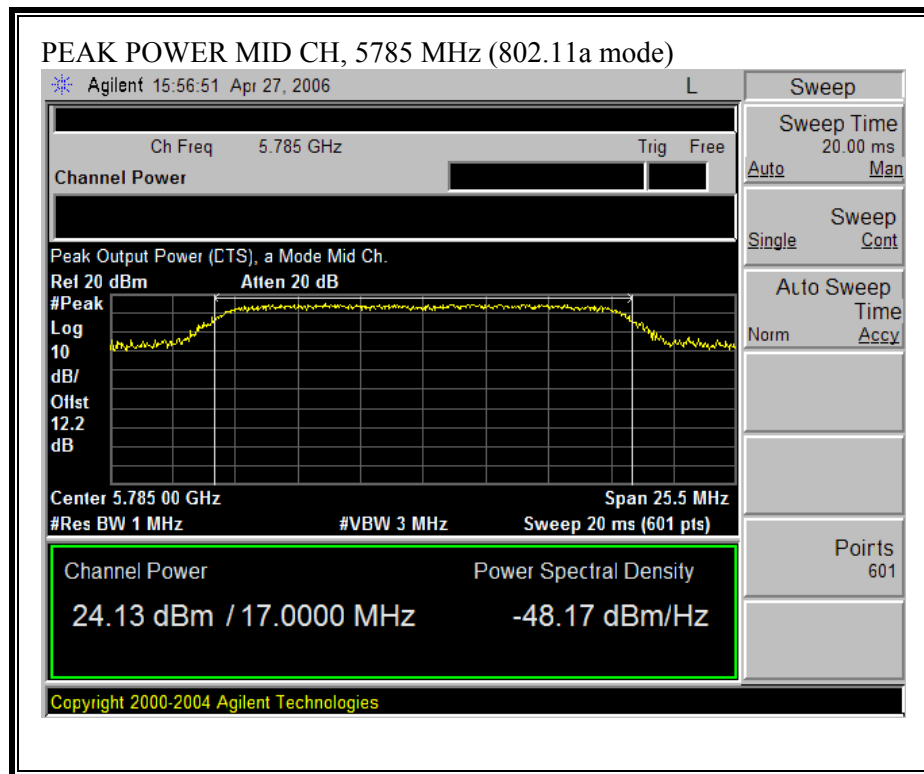 PEAK POWER MID CH, 5785 MHz (802.11a mode)
Agilent 15:56:51 Apr 27, 2006 L
Sweep
Ch Freq 5.785 GHz Trig Free
Channel Power
Sweep Time
20.00 ms
Auto Man
Sweep
Single Cont
Auto Sweep
Time
Norm Accy
Points
601
Peak Output Power (DTS), a Mode Mid Ch.
Ref 20 dBm Atten 20 dB
#Peak
Log
10
dB/
Offst
12.2
dB
Center 5.785 00 GHz Span 25.5 MHz
#Res BW 1 MHz #VBW 3 MHz Sweep 20 ms (601 pts)
Channel Power Power Spectral Density
24.13 dBm / 17.0000 MHz -48.17 dBm/Hz
Copyright 2000-2004 Agilent Technologies